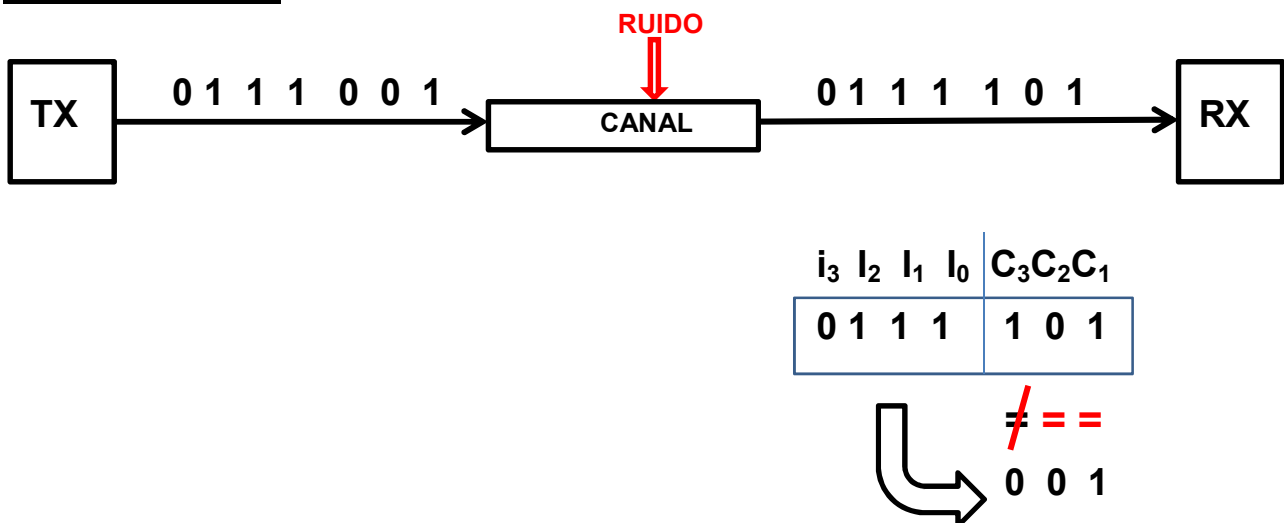 RUIDO
TX 0 1 1 1 0 0 1 CANAL 0 1 1 1 1 0 1 RX
i₃ I₂ I₁ I₀ C₃C₂C₁
0 1 1 1 1 0 1
≠ = =
0 0 1